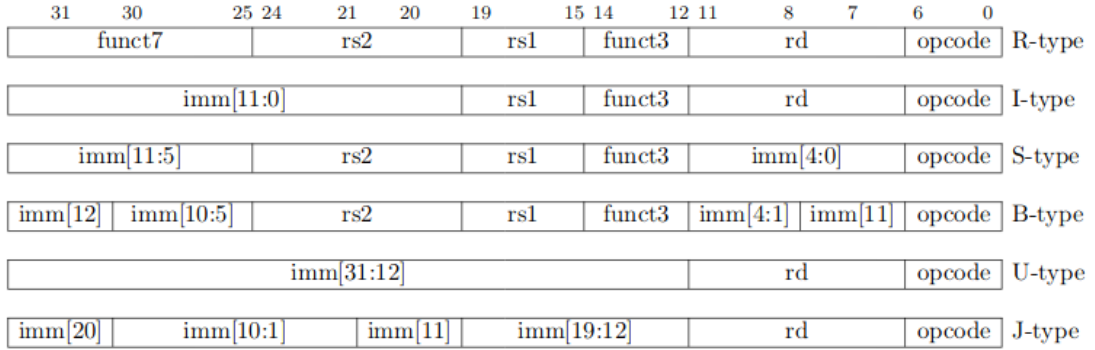 31 30 25 24 21 20 19 15 14 12 11 8 7 6 0
funct7 rs2 rs1 funct3 rd opcode R-type
imm[11:0] rs1 funct3 rd opcode I-type
imm[11:5] rs2 rs1 funct3 imm[4:0] opcode S-type
imm[12] imm[10:5] rs2 rs1 funct3 imm[4:1] imm[11] opcode B-type
imm[31:12] rd opcode U-type
imm[20] imm[10:1] imm[11] imm[19:12] rd opcode J-type